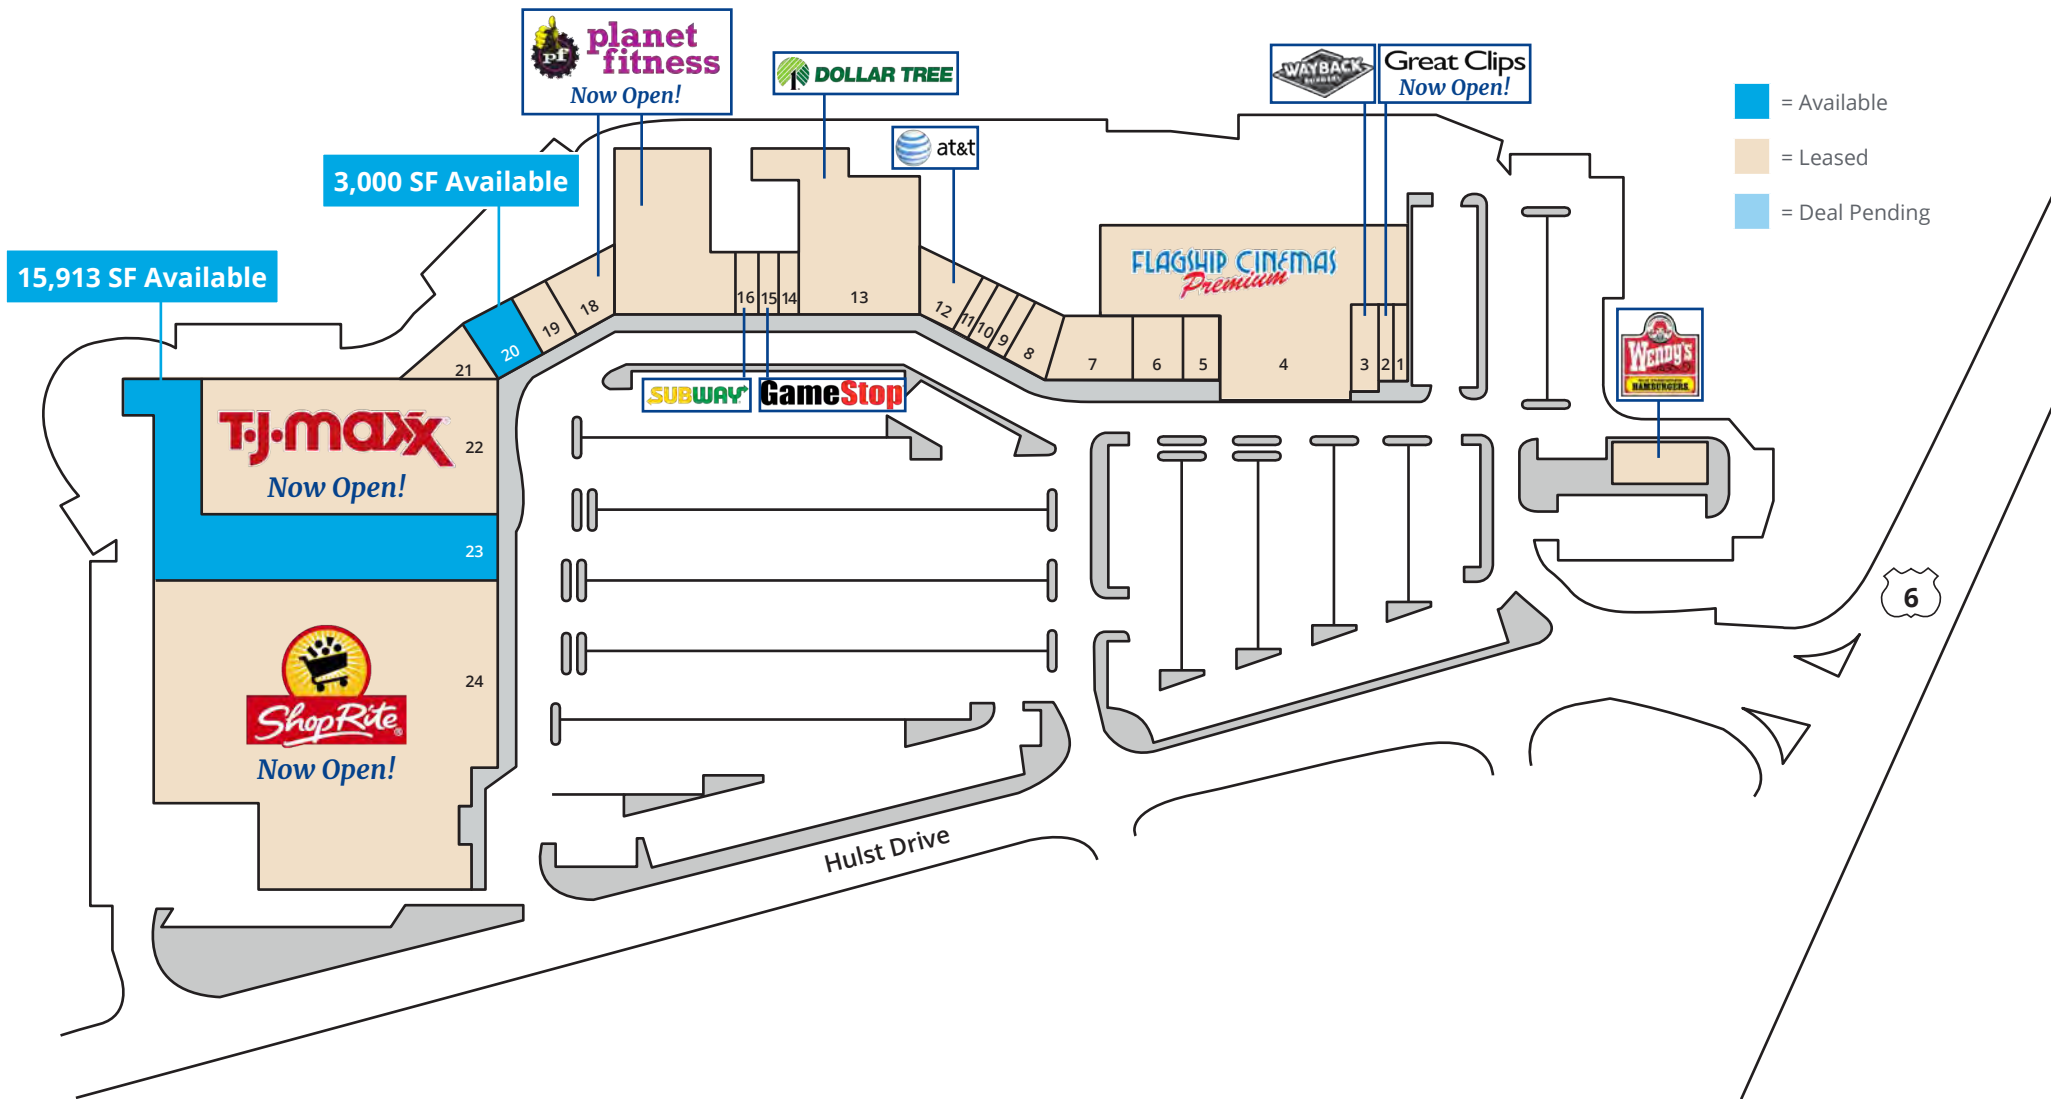 planet
fitness
pf
Now Open!
DOLLAR TREE
1
at&t
WAYBACK
Great Clips
Now Open!
= Available
= Leased
= Deal Pending
3,000 SF Available
15,913 SF Available
FLAGSHIP CINEMAS
Premium
WENDY'S
HAMBURGERS
16
15
14
13
12
11
10
9
8
7
6
5
4
3
2
1
18
19
20
21
SUBWAY
GameStop
T.J.maxx
22
Now Open!
23
24
ShopRite
®
Now Open!
6
Hulst Drive